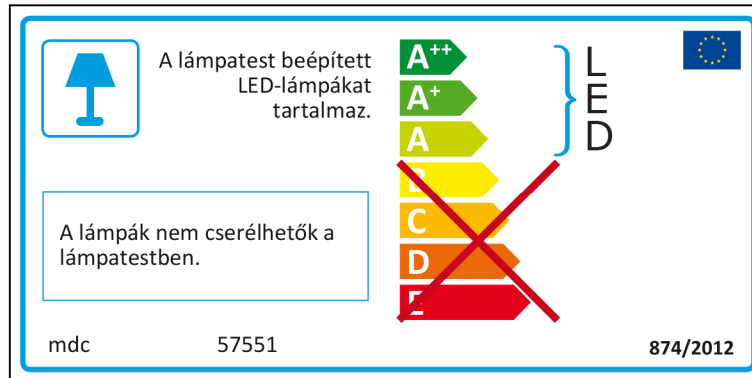 A lámpatest beépített
LED-lámpákat
tartalmaz.
A++
A+
A
B
C
D
E
L
E
D
A lámpák nem cserélhetők a
lámpatestben.
mdc 57551
874/2012